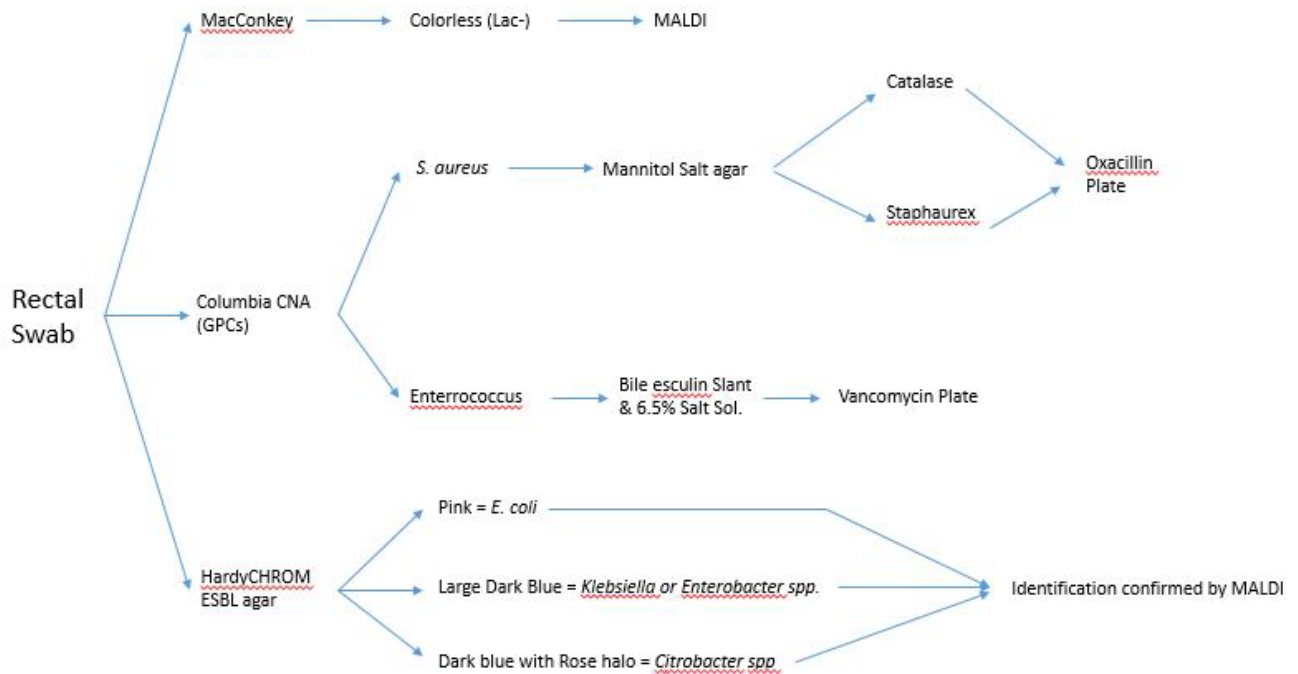 MacConkey
Colorless (Lac-)
MALDI
Catalase
S. aureus
Mannitol Salt agar
Oxacillin
Plate
Staphaurex
Rectal
Swab
Columbia CNA
(GPCs)
Enterrococcus
Bile esculin Slant
& 6.5% Salt Sol.
Vancomycin Plate
Pink = E. coli
HardyCHROM
ESBL agar
Large Dark Blue = Klebsiella or Enterobacter spp.
Identification confirmed by MALDI
Dark blue with Rose halo = Citrobacter spp